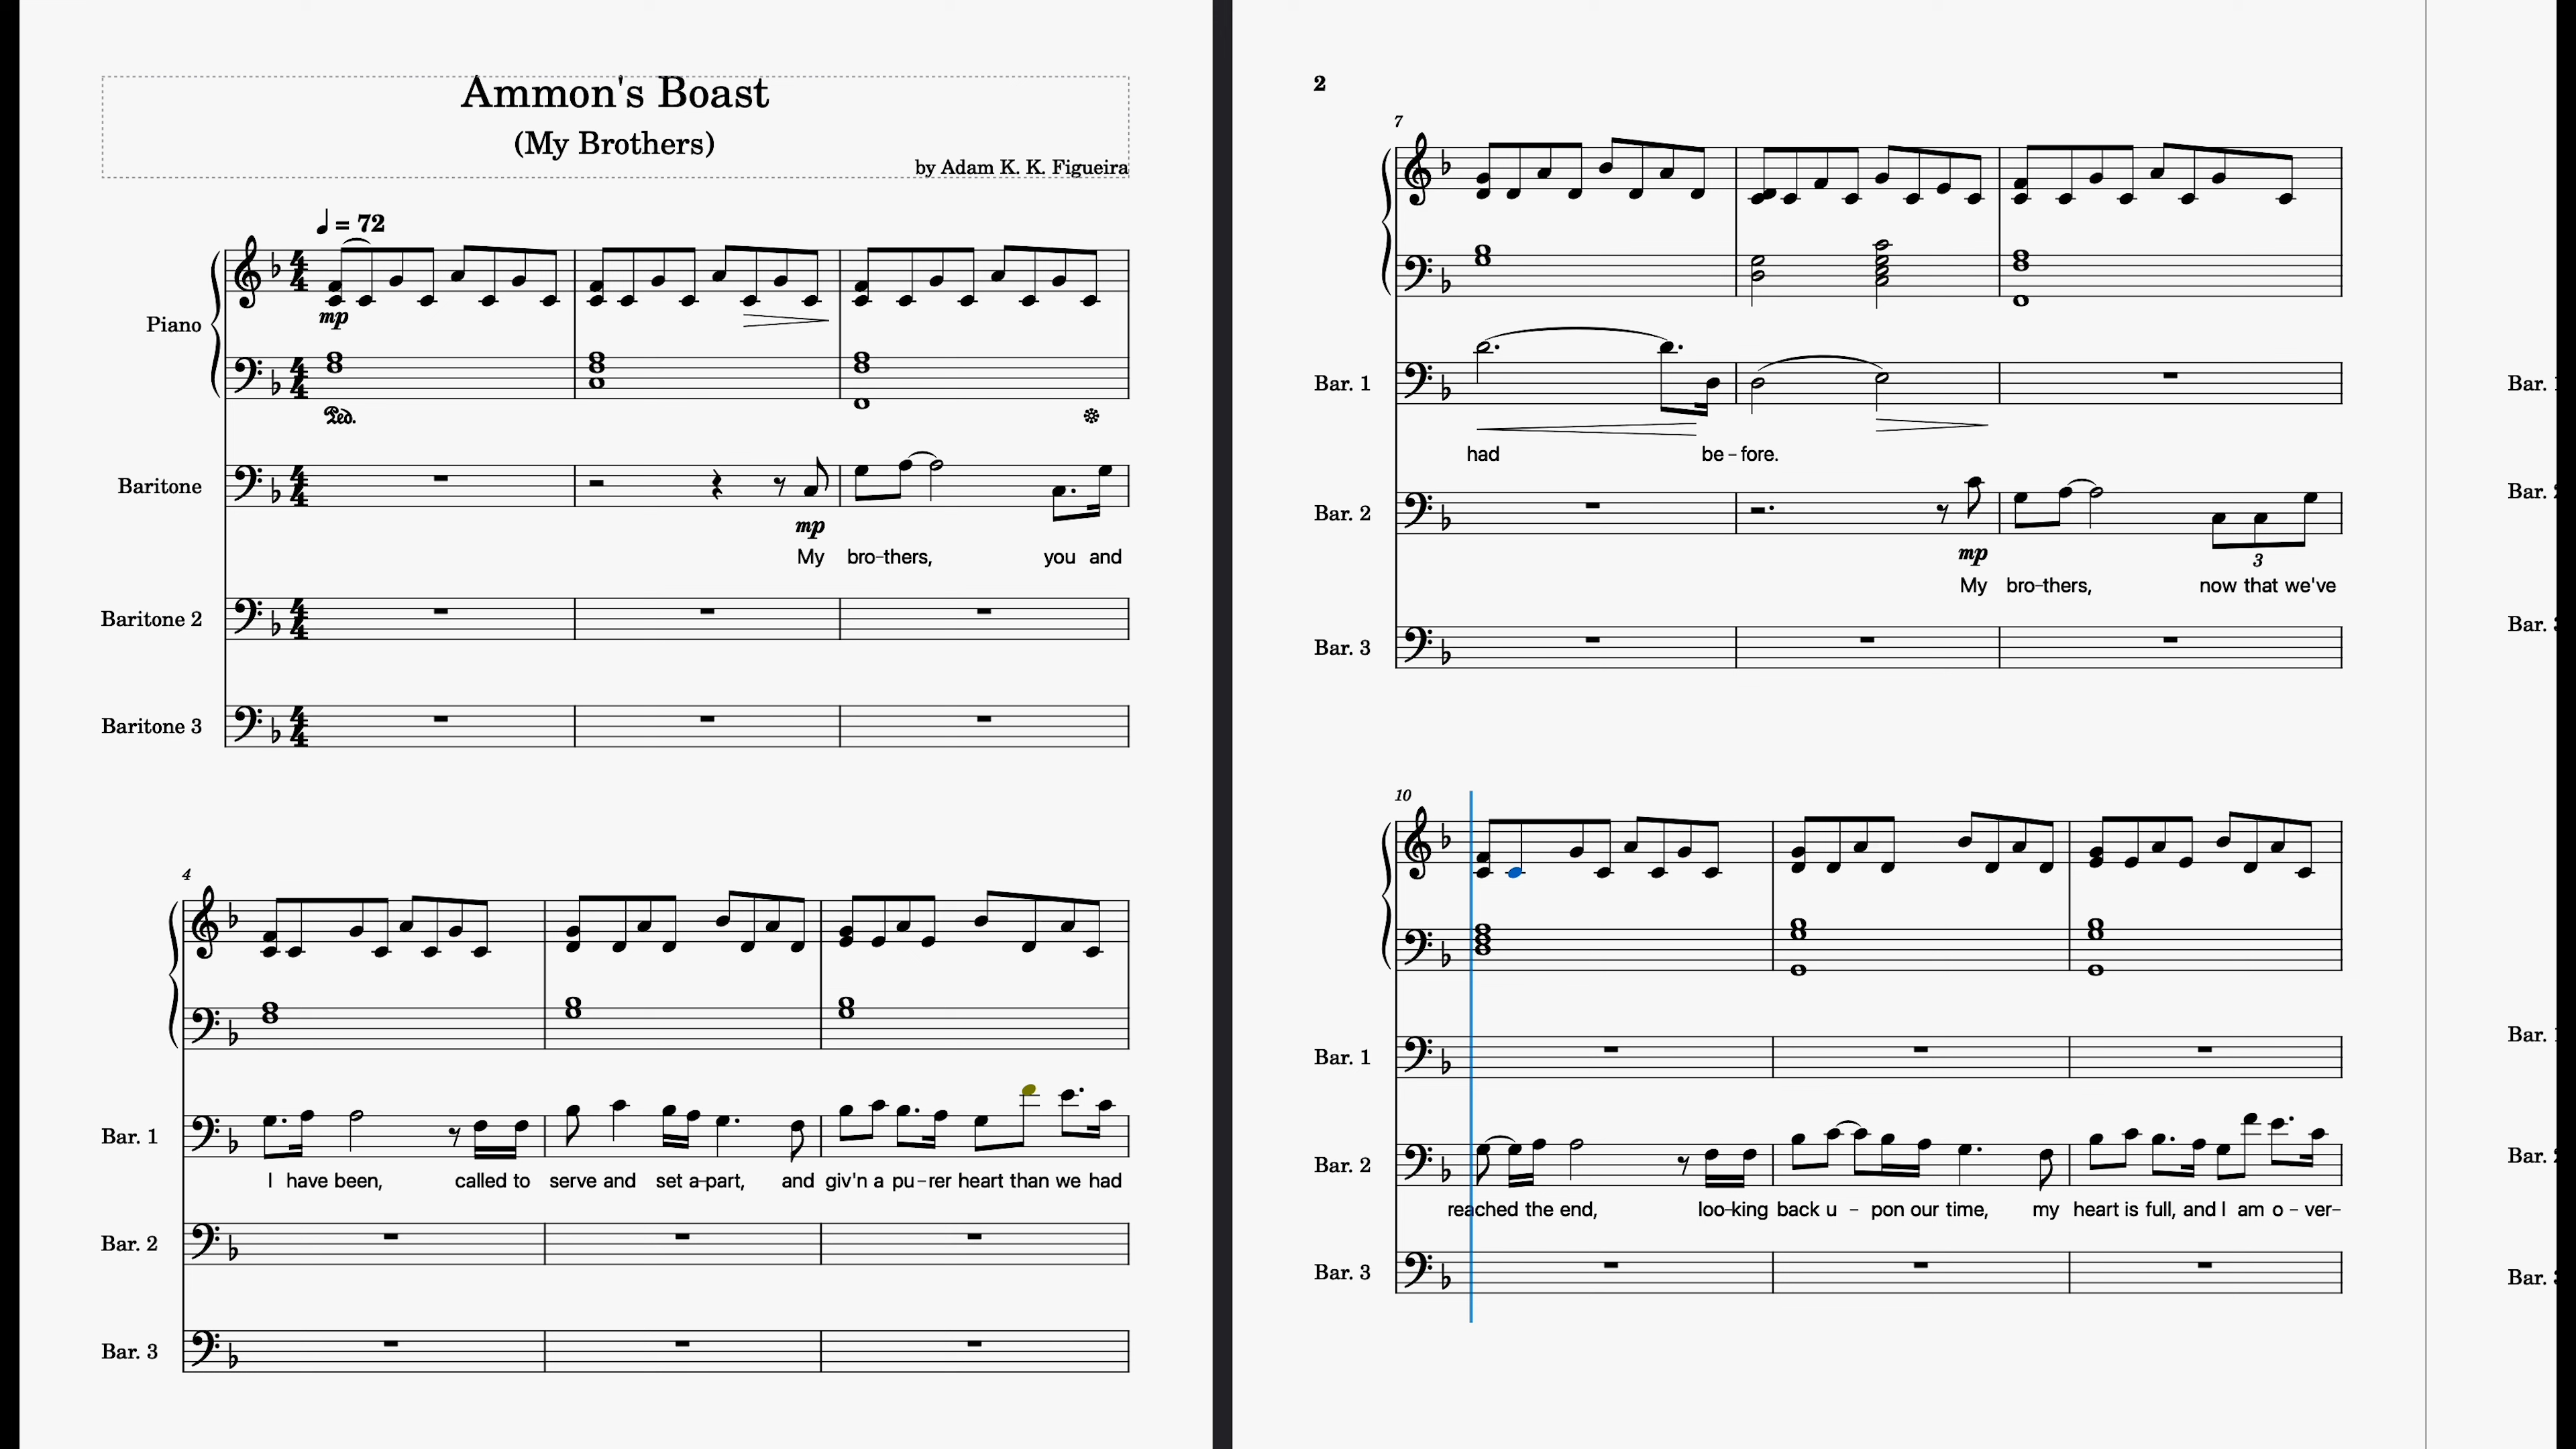 Ammon's Boast
(My Brothers)
by Adam K. K. Figueira
= 72
Piano
mp
Ped.
Baritone
mp
My bro-thers, you and
Baritone 2
Baritone 3
4
Bar. 1
I have been, called to serve and set a-part, and giv'n a pu-rer heart than we had
Bar. 2
Bar. 3
2
7
Bar. 1
had be-fore.
Bar. 2
mp
3
My bro-thers, now that we've
Bar. 3
10
Bar. 1
Bar. 2
reached the end, loo-king back u - pon our time, my heart is full, and I am o - ver-
Bar. 3
Bar.
Bar.
Bar.
Bar.
Bar.
Bar.